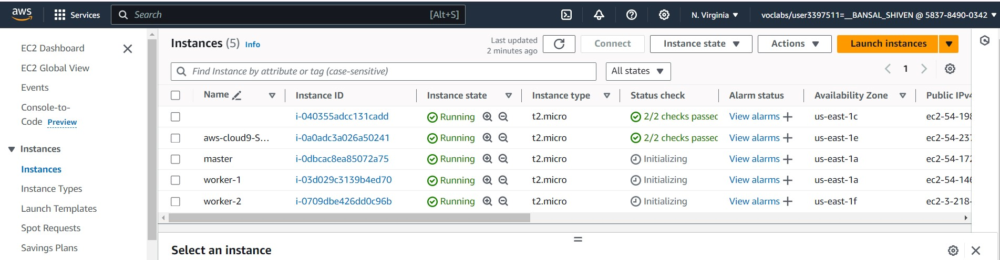 aws Services Search [Alt+S] N. Virginia voclabs/user3397511=__BANSAL_SHIVEN @ 5837-8490-0342
EC2 Dashboard
EC2 Global View
Events
Console-to-
Code Preview
Instances
Instances
Instance Types
Launch Templates
Spot Requests
Savings Plans
Instances (5) Info
Last updated
2 minutes ago
Connect Instance state Actions Launch instances
Find Instance by attribute or tag (case-sensitive) All states 1
Name Instance ID Instance state Instance type Status check Alarm status Availability Zone Public IPv4
i-040355adcc131cadd Running t2.micro 2/2 checks passed View alarms us-east-1c ec2-54-198
aws-cloud9-S... i-0a0adc3a026a50241 Running t2.micro 2/2 checks passed View alarms us-east-1e ec2-54-237
master i-0dbcac8ea85072a75 Running t2.micro Initializing View alarms us-east-1a ec2-54-172
worker-1 i-03d029c3139b4ed70 Running t2.micro Initializing View alarms us-east-1a ec2-54-146
worker-2 i-0709dbe426dd0c96b Running t2.micro Initializing View alarms us-east-1f ec2-3-218-
Select an instance